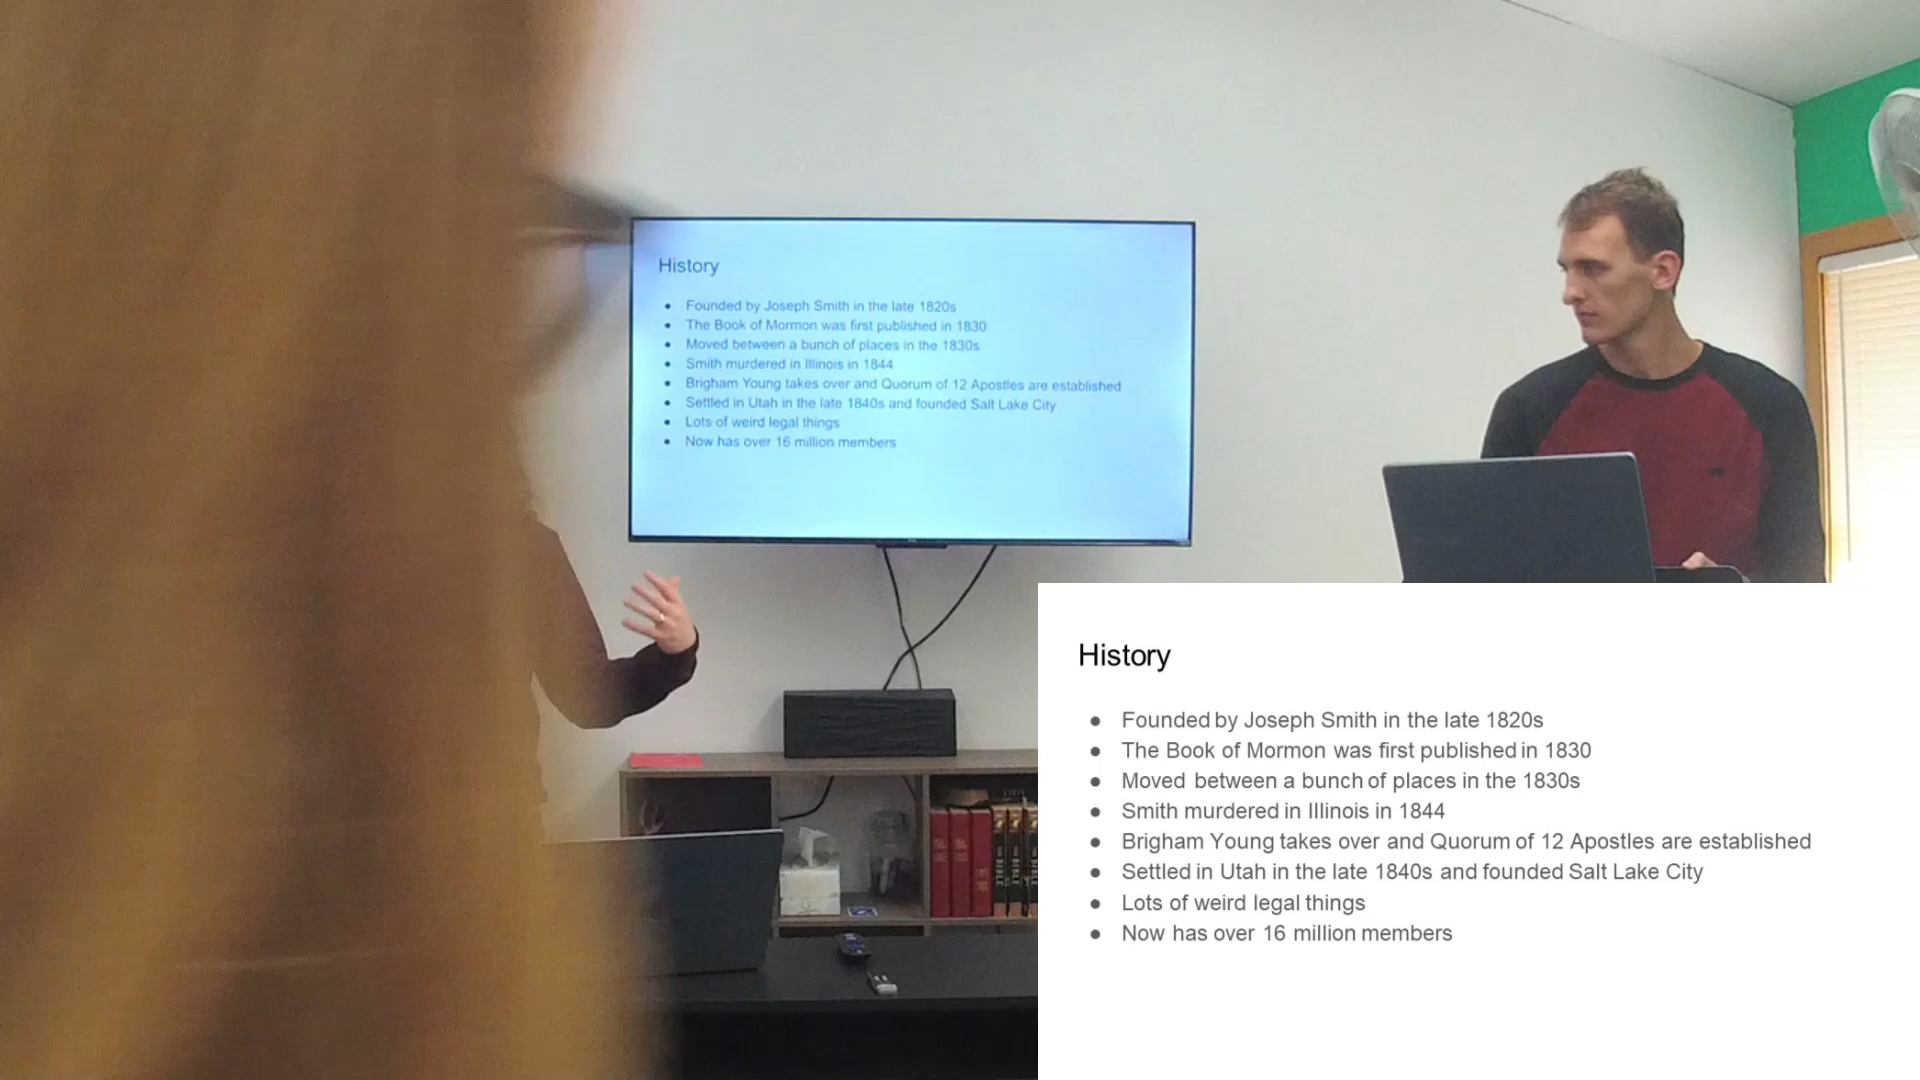 History
● Founded by Joseph Smith in the late 1820s
● The Book of Mormon was first published in 1830
● Moved between a bunch of places in the 1830s
● Smith murdered in Illinois in 1844
● Brigham Young takes over and Quorum of 12 Apostles are established
● Settled in Utah in the late 1840s and founded Salt Lake City
● Lots of weird legal things
● Now has over 16 million members
History
● Founded by Joseph Smith in the late 1820s
● The Book of Mormon was first published in 1830
● Moved between a bunch of places in the 1830s
● Smith murdered in Illinois in 1844
● Brigham Young takes over and Quorum of 12 Apostles are established
● Settled in Utah in the late 1840s and founded Salt Lake City
● Lots of weird legal things
● Now has over 16 million members